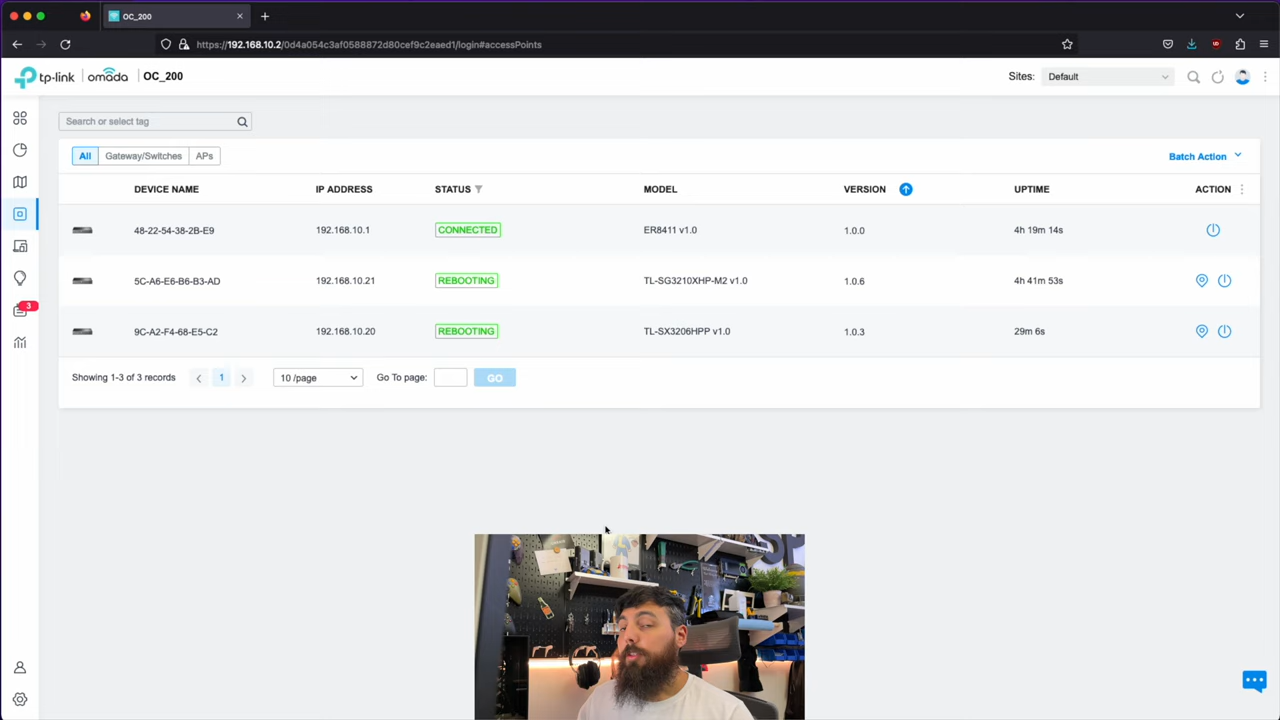 OC_200
https://192.168.10.2/0d4a054c3af0588872d80cef9c2eaed1/login#accessPoints
tp-link omada OC_200
Sites: Default
Search or select tag
All Gateway/Switches APs
Batch Action
DEVICE NAME IP ADDRESS STATUS MODEL VERSION UPTIME ACTION
48-22-54-38-2B-E9 192.168.10.1 CONNECTED ER8411 v1.0 1.0.0 4h 19m 14s
5C-A6-E6-B6-B3-AD 192.168.10.21 REBOOTING TL-SG3210XHP-M2 v1.0 1.0.6 4h 41m 53s
9C-A2-F4-68-E5-C2 192.168.10.20 REBOOTING TL-SX3206HPP v1.0 1.0.3 29m 6s
3
Showing 1-3 of 3 records 1 10 /page Go To page: GO